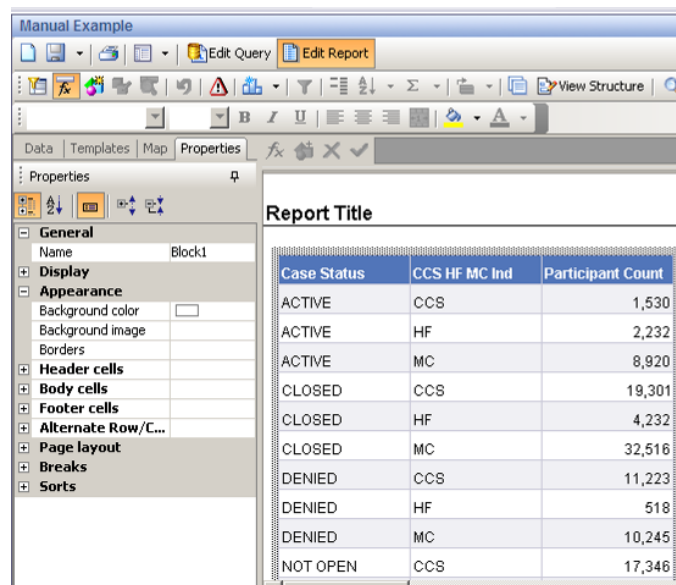 Manual Example
Edit Query Edit Report
View Structure
B I U A
Data Templates Map Properties
Properties
General
Name Block1
Display
Appearance
Background color
Background image
Borders
Header cells
Body cells
Footer cells
Alternate Row/C...
Page layout
Breaks
Sorts
Report Title
Case Status CCS HF MC Ind Participant Count
ACTIVE CCS 1,530
ACTIVE HF 2,232
ACTIVE MC 8,920
CLOSED CCS 19,301
CLOSED HF 4,232
CLOSED MC 32,516
DENIED CCS 11,223
DENIED HF 518
DENIED MC 10,245
NOT OPEN CCS 17,346